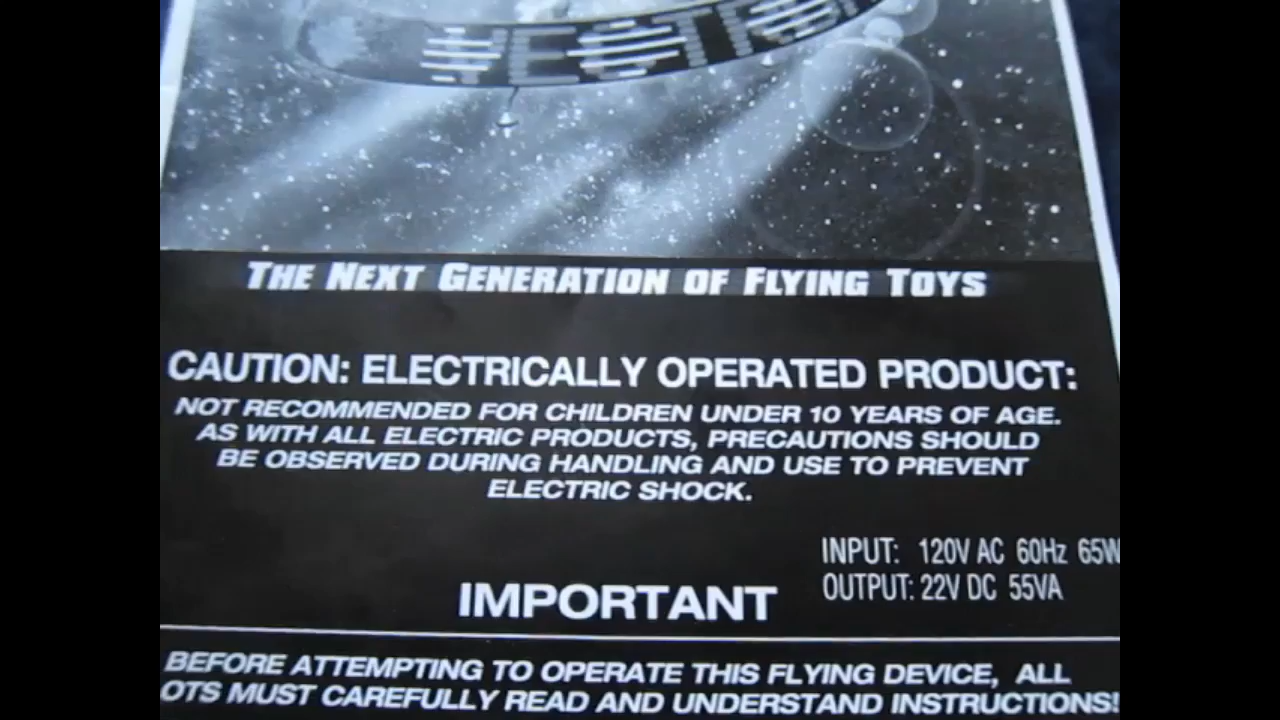 VECTRON
THE NEXT GENERATION OF FLYING TOYS
CAUTION: ELECTRICALLY OPERATED PRODUCT:
NOT RECOMMENDED FOR CHILDREN UNDER 10 YEARS OF AGE.
AS WITH ALL ELECTRIC PRODUCTS, PRECAUTIONS SHOULD
BE OBSERVED DURING HANDLING AND USE TO PREVENT
ELECTRIC SHOCK.
INPUT: 120V AC 60Hz 65W
OUTPUT: 22V DC 55VA
IMPORTANT
BEFORE ATTEMPTING TO OPERATE THIS FLYING DEVICE, ALL
OTS MUST CAREFULLY READ AND UNDERSTAND INSTRUCTIONS!